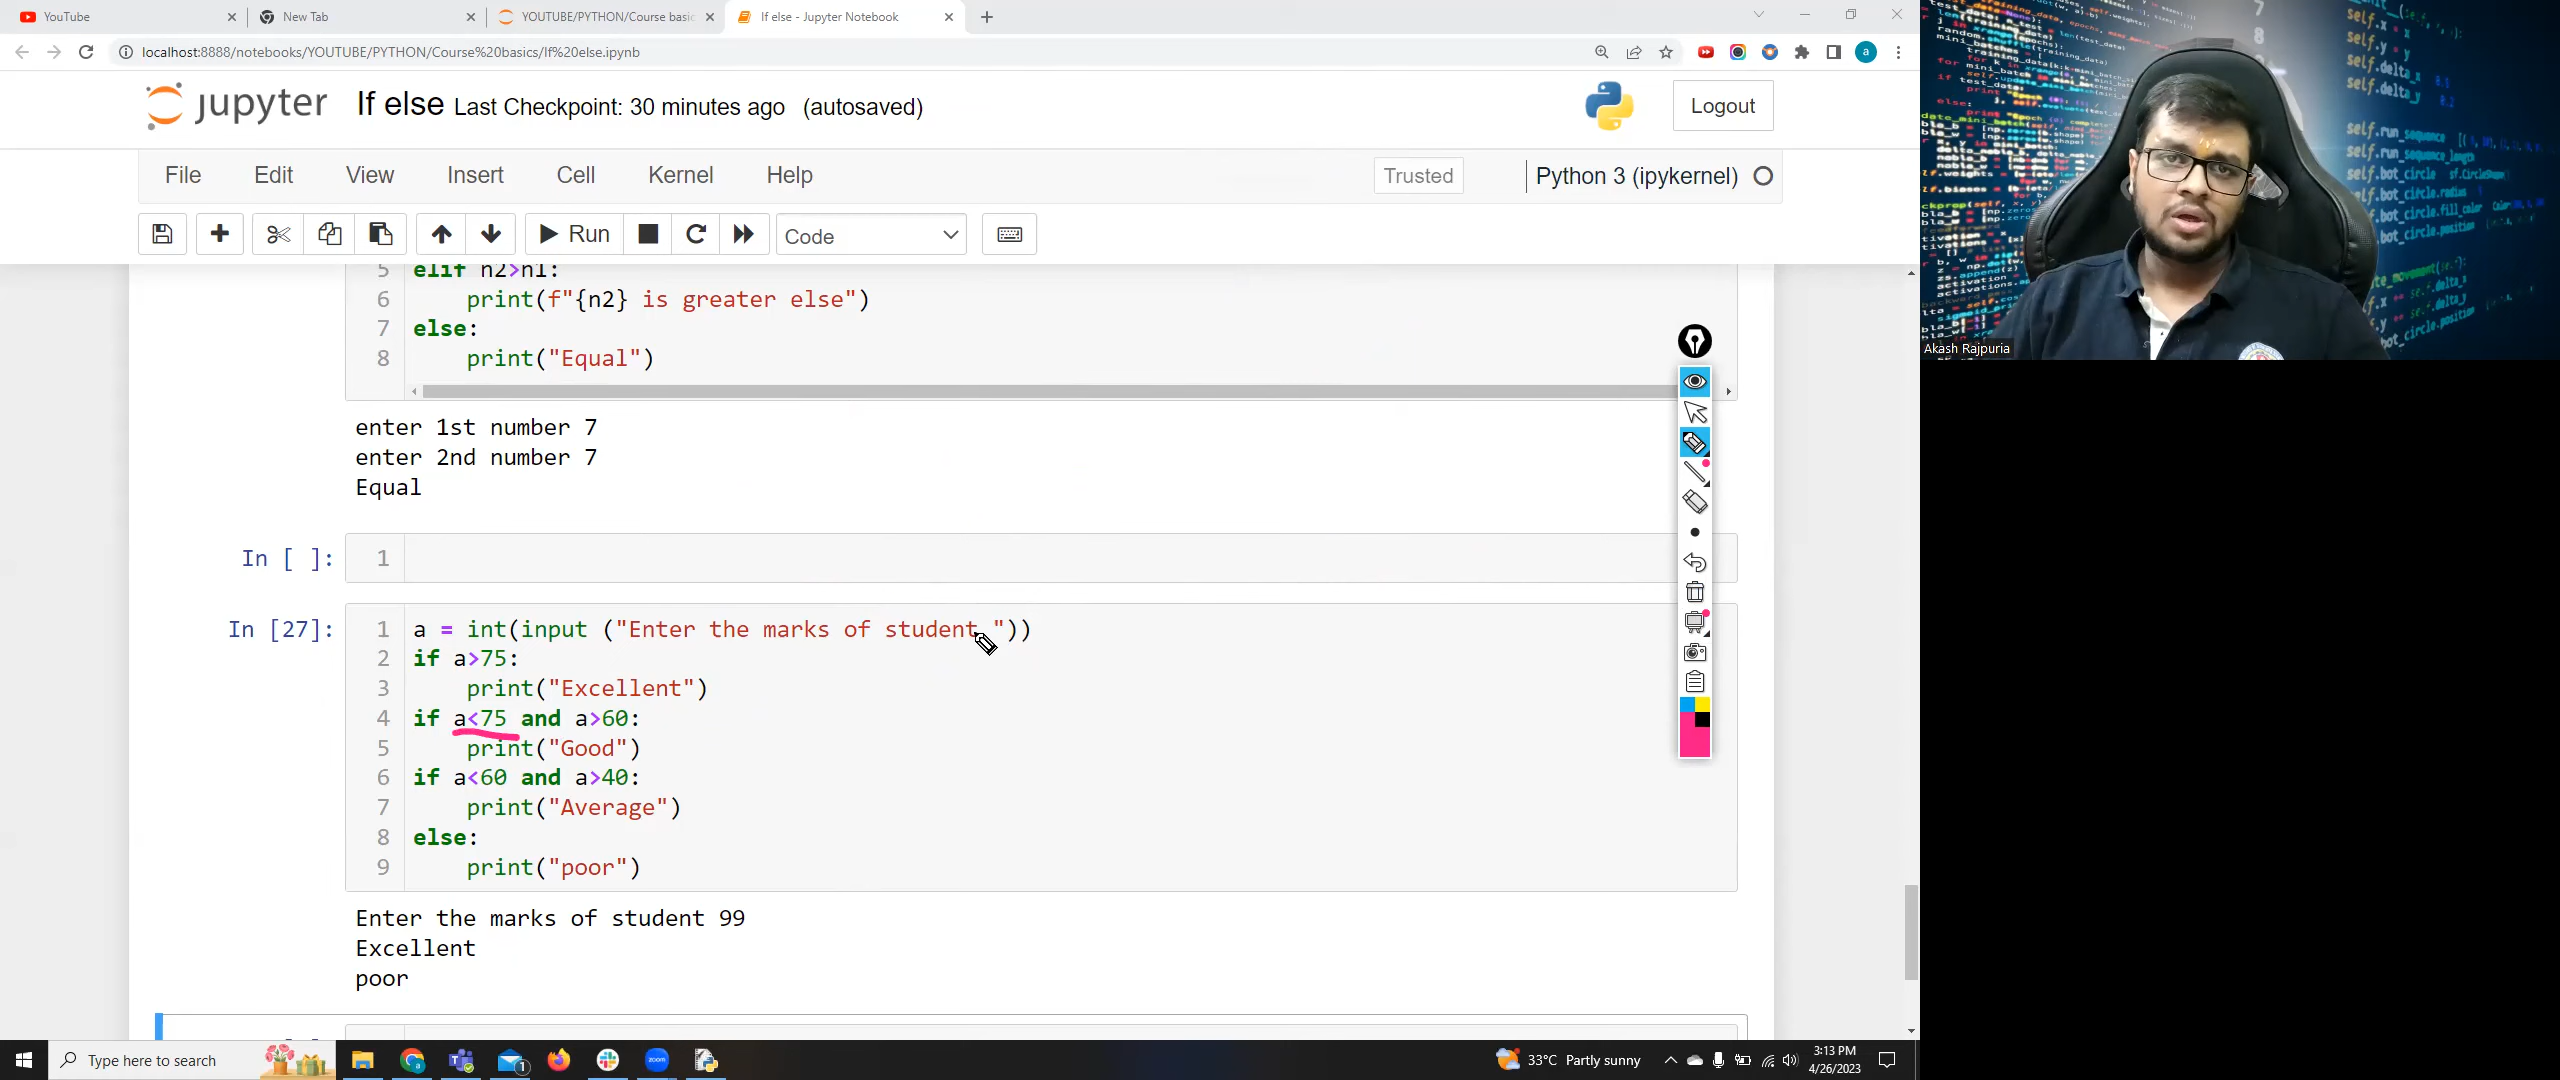 YouTube
New Tab
YOUTUBE/PYTHON/Course basic
If else - Jupyter Notebook
localhost:8888/notebooks/YOUTUBE/PYTHON/Course%20basics/If%20else.ipynb
jupyter If else Last Checkpoint: 30 minutes ago (autosaved)
Logout
File Edit View Insert Cell Kernel Help
Trusted
Python 3 (ipykernel)
Run
Code
5 elif n2>n1:
6 print(f"{n2} is greater else")
7 else:
8 print("Equal")
enter 1st number 7
enter 2nd number 7
Equal
In [ ]: 1
In [27]: 1 a = int(input ("Enter the marks of student "))
2 if a>75:
3 print("Excellent")
4 if a<75 and a>60:
5 print("Good")
6 if a<60 and a>40:
7 print("Average")
8 else:
9 print("poor")
Enter the marks of student 99
Excellent
poor
Akash Rajpuria
Type here to search
33°C Partly sunny
3:13 PM
4/26/2023